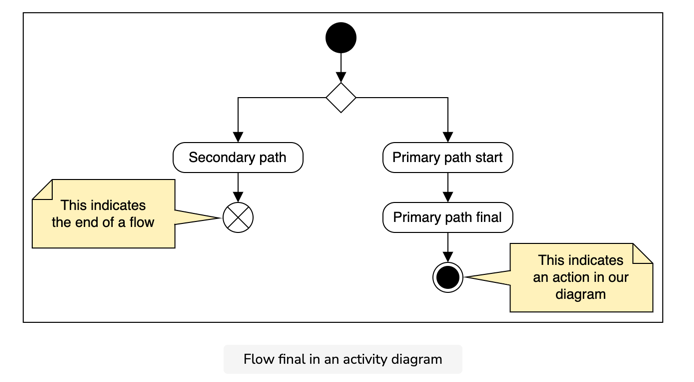 Secondary path
Primary path start
This indicates
the end of a flow
Primary path final
This indicates
an action in our
diagram
Flow final in an activity diagram